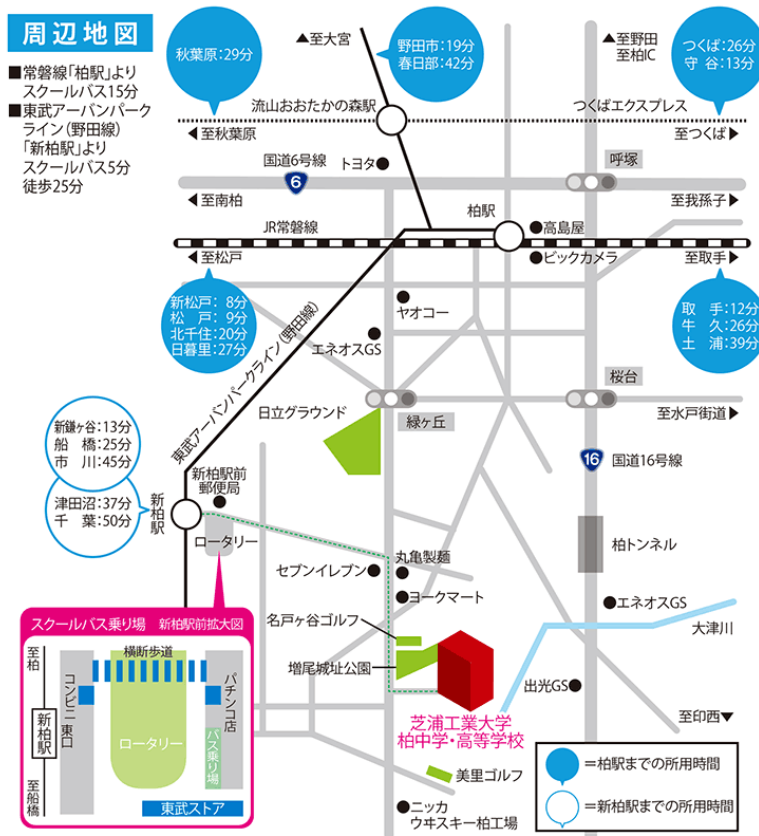 周辺地図
■常磐線「柏駅」より
スクールバス15分
■東武アーバンパーク
ライン(野田線)
「新柏駅」より
スクールバス5分
徒歩25分
秋葉原:29分
▲至大宮
野田市:19分
春日部:42分
▲至野田
至柏IC
つくば:26分
守 谷:13分
流山おおたかの森駅
つくばエクスプレス
◀至秋葉原
至つくば▶
国道6号線
トヨタ
呼塚
6
◀至南柏
至我孫子▶
柏駅
JR常磐線
高島屋
◀至松戸
ビックカメラ
至取手▶
新松戸: 8分
松 戸: 9分
北千住:20分
日暮里:27分
取 手:12分
牛 久:26分
土 浦:39分
ヤオコー
エネオスGS
東武アーバンパークライン(野田線)
日立グラウンド
緑ヶ丘
桜台
至水戸街道▶
新鎌ヶ谷:13分
船 橋:25分
市 川:45分
16
国道16号線
新柏駅前
郵便局
津田沼:37分
千 葉:50分
新柏駅
ロータリー
柏トンネル
丸亀製麺
セブンイレブン
ヨークマート
エネオスGS
大津川
名戸ヶ谷ゴルフ
増尾城址公園
出光GS
芝浦工業大学
柏中学・高等学校
至印西▼
美里ゴルフ
ニッカ
ウヰスキー柏工場
スクールバス乗り場 新柏駅前拡大図
至柏
横断歩道
コンビニ
東口
パチンコ店
新柏駅
ロータリー
バス乗り場
至船橋
東武ストア
=柏駅までの所用時間
=新柏駅までの所用時間